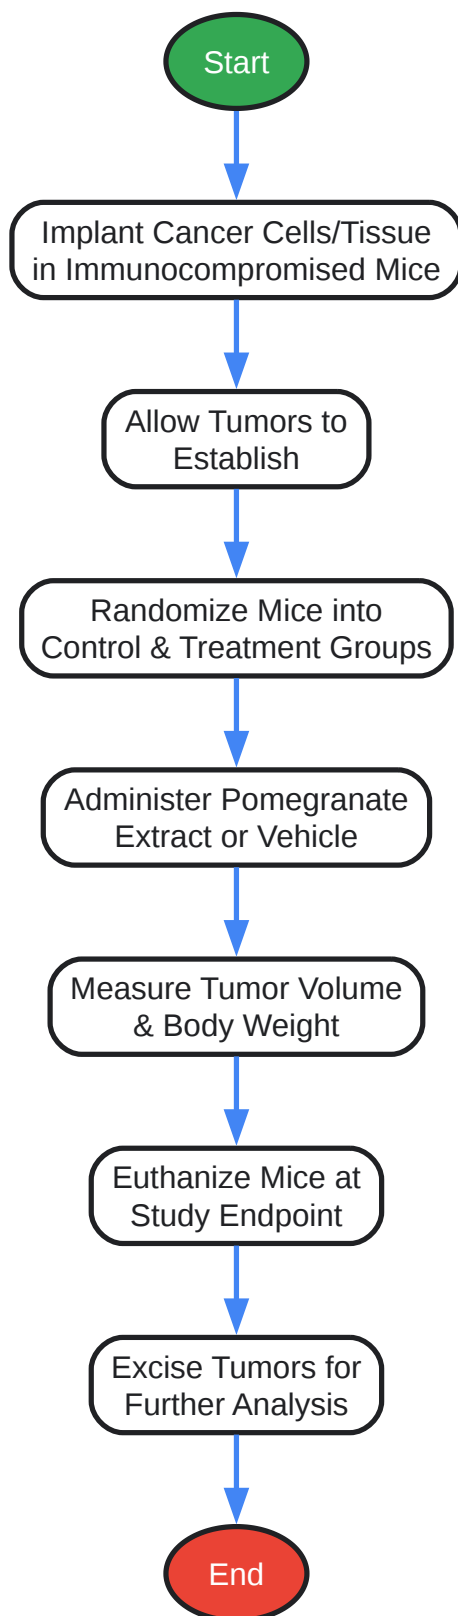 Start
Implant Cancer Cells/Tissue
in Immunocompromised Mice
Allow Tumors to
Establish
Randomize Mice into
Control & Treatment Groups
Administer Pomegranate
Extract or Vehicle
Measure Tumor Volume
& Body Weight
Euthanize Mice at
Study Endpoint
Excise Tumors for
Further Analysis
End